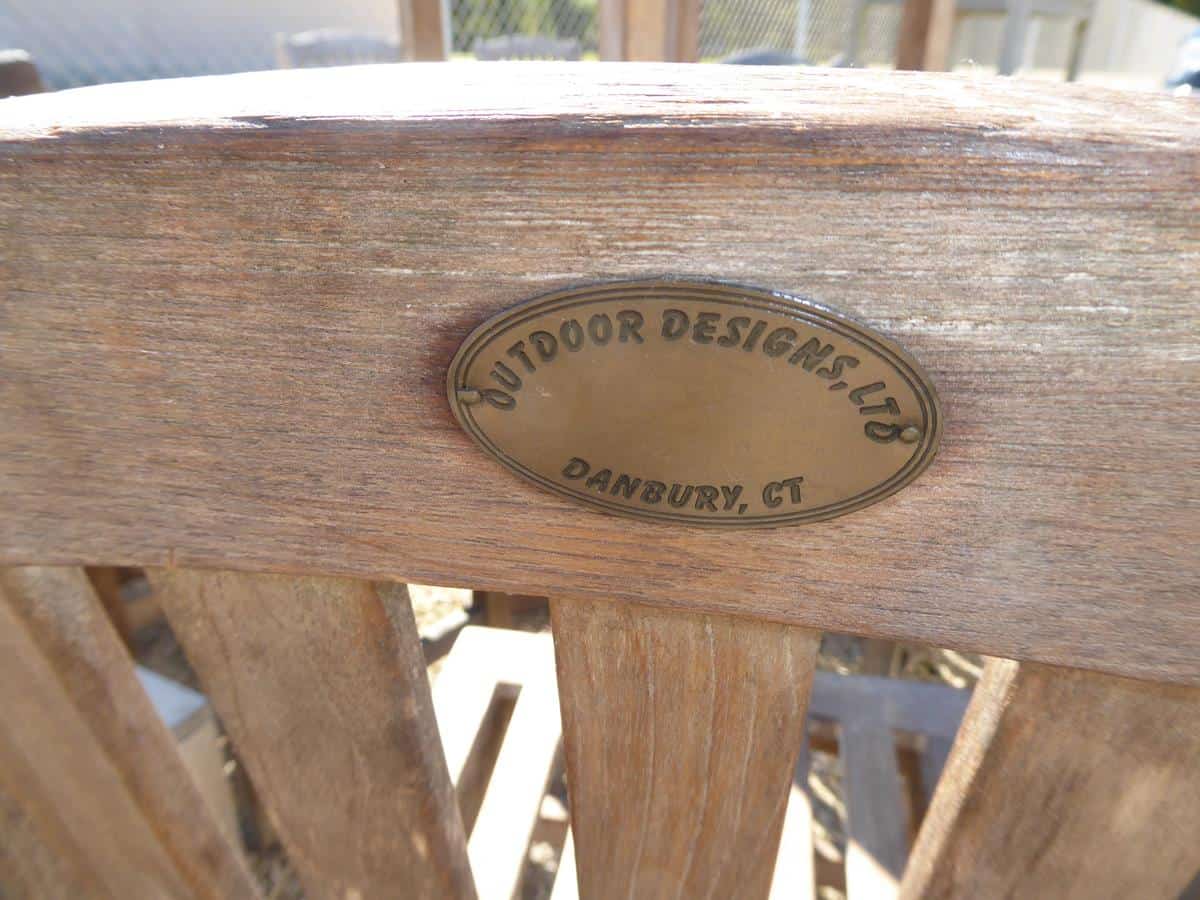 OUTDOOR DESIGNS, LTD
DANBURY, CT